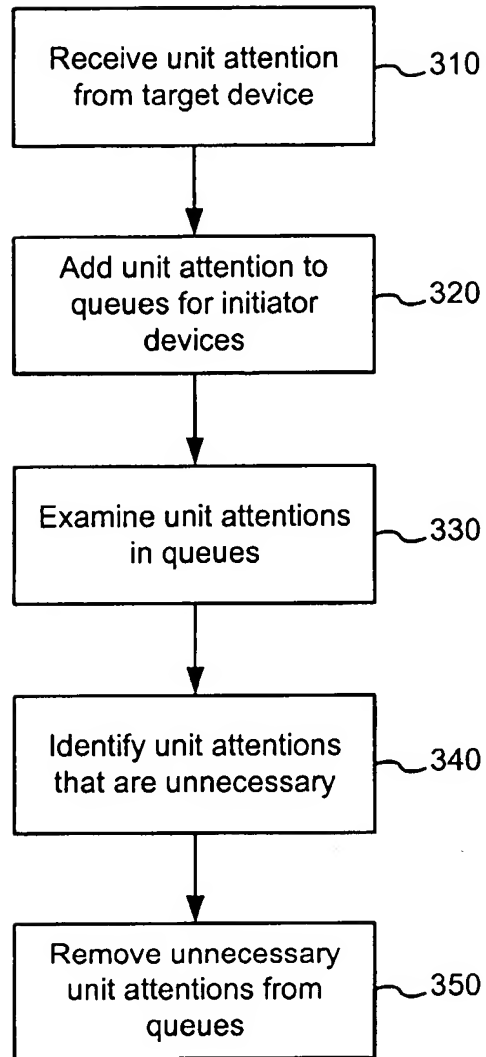 Receive unit attention
from target device
310
Add unit attention to
queues for initiator
devices
320
Examine unit attentions
in queues
330
Identify unit attentions
that are unnecessary
340
Remove unnecessary
unit attentions from
queues
350